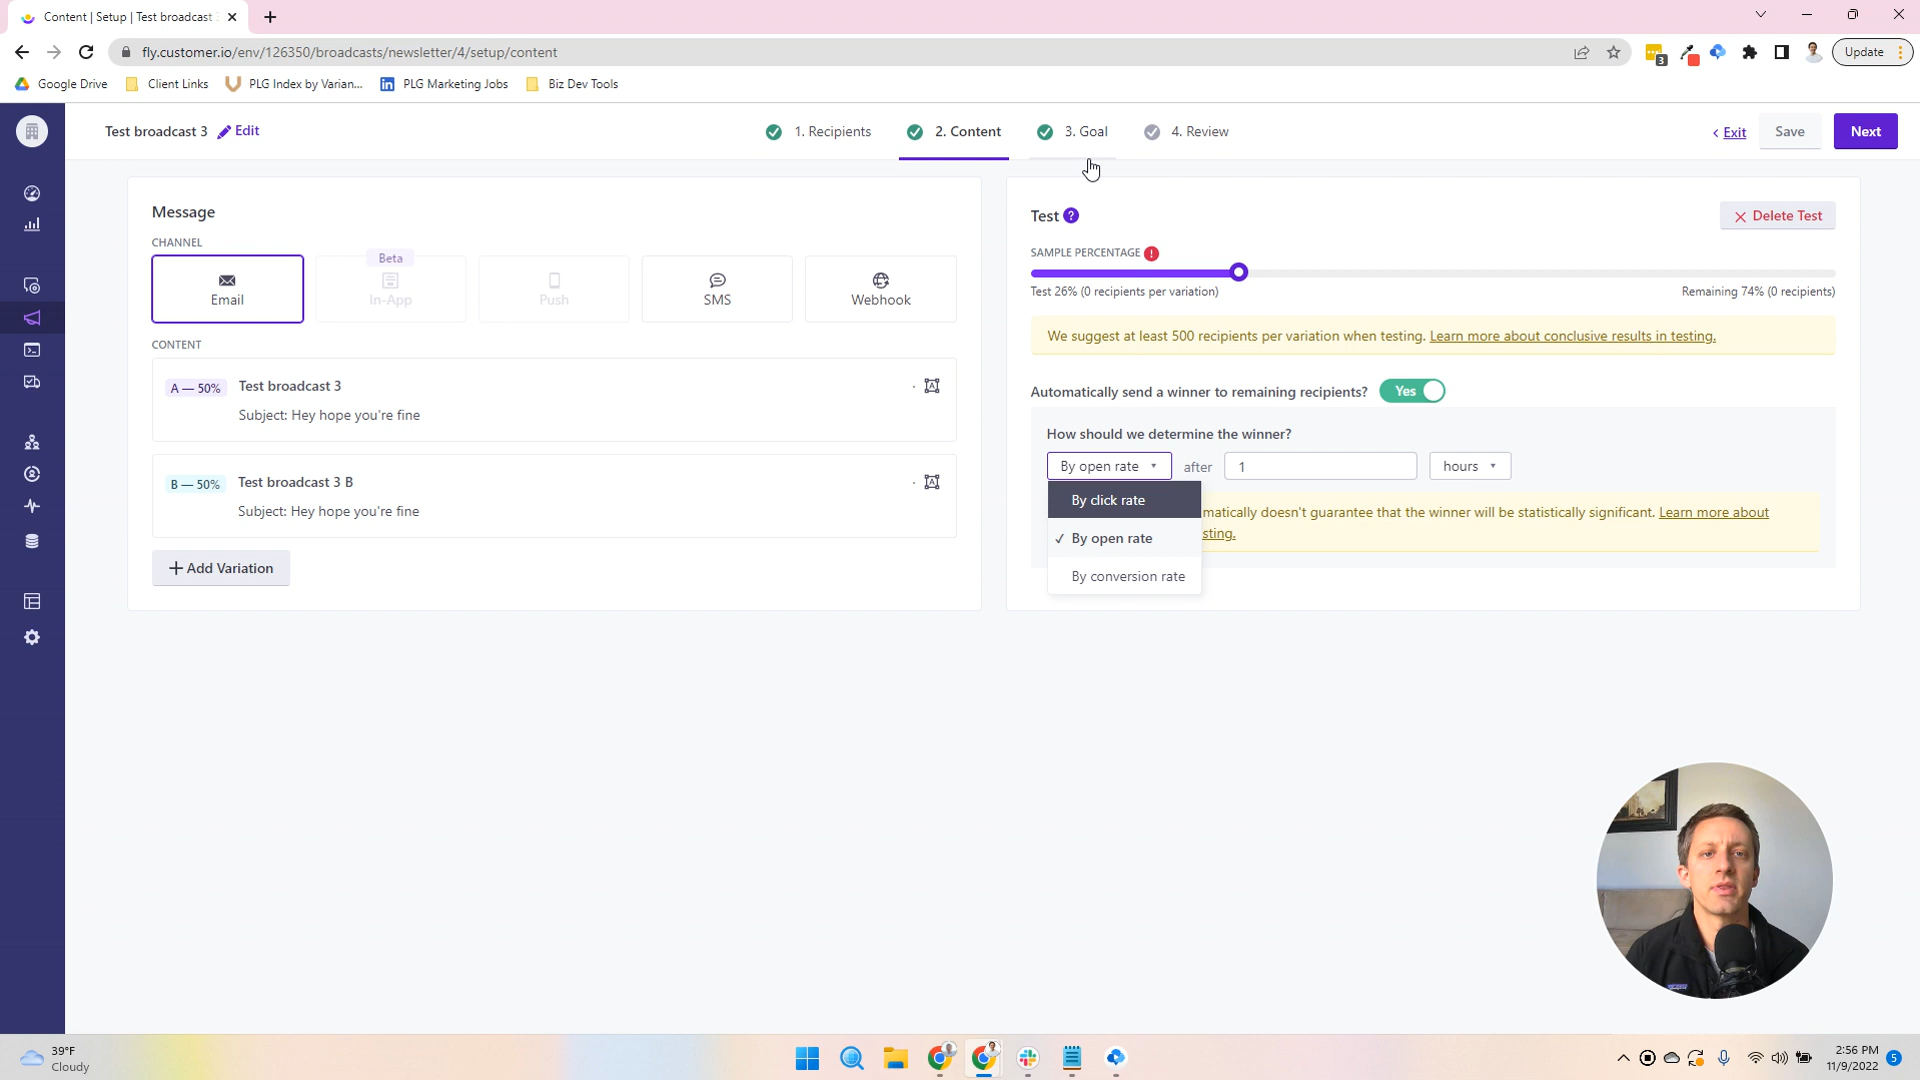 Content | Setup | Test broadcast
fly.customer.io/env/126350/broadcasts/newsletter/4/setup/content
3
Update
Google Drive
Client Links
PLG Index by Varian...
PLG Marketing Jobs
Biz Dev Tools
Test broadcast 3
Edit
1. Recipients
2. Content
3. Goal
4. Review
‹ Exit
Save
Next
Message
CHANNEL
Email
Beta
In-App
Push
SMS
Webhook
CONTENT
A — 50%
Test broadcast 3
Subject: Hey hope you're fine
B — 50%
Test broadcast 3 B
Subject: Hey hope you're fine
+ Add Variation
Test ?
Delete Test
SAMPLE PERCENTAGE !
Test 26% (0 recipients per variation)
Remaining 74% (0 recipients)
We suggest at least 500 recipients per variation when testing. Learn more about conclusive results in testing.
Automatically send a winner to remaining recipients?
Yes
How should we determine the winner?
By open rate
after
1
hours
By click rate
matically doesn't guarantee that the winner will be statistically significant. Learn more about
sting.
✓ By open rate
By conversion rate
39°F
Cloudy
2:56 PM
11/9/2022
5